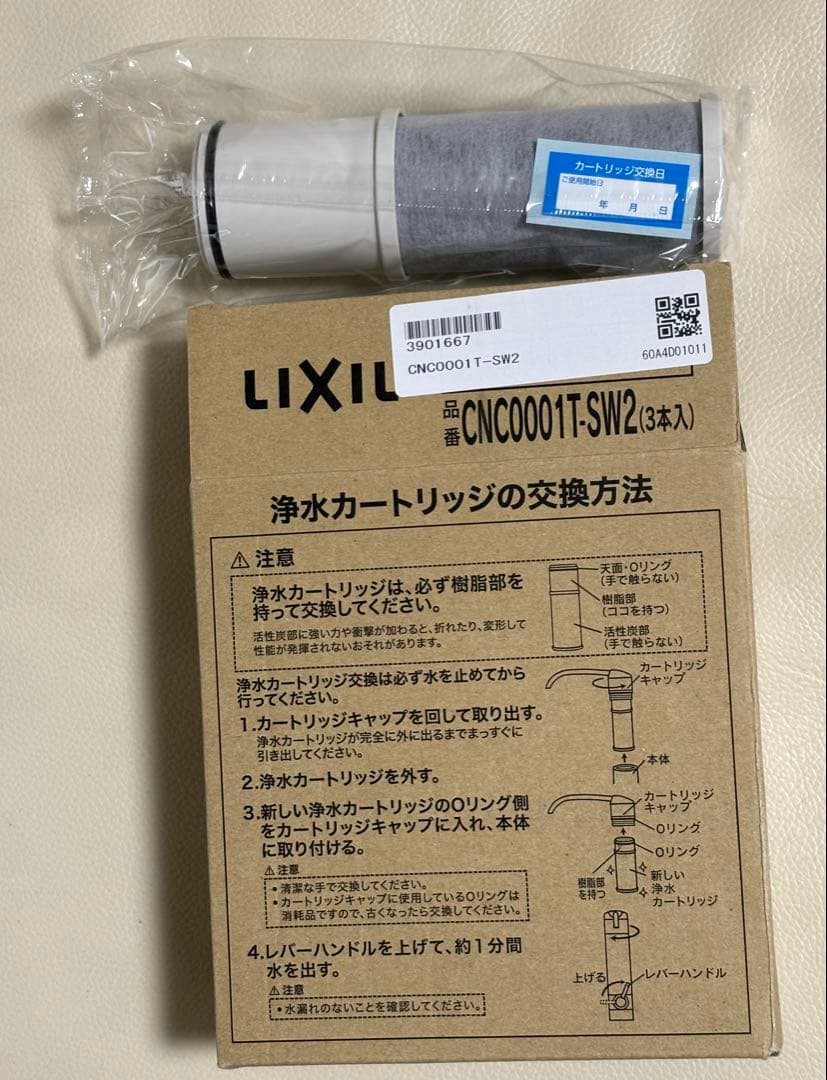 カートリッジ交換日
ご使用開始日
年 月 日
3901667
CNC0001T-SW2
60A4D01011
LIXIL
品番 CNC0001T-SW2(3本入)
浄水カートリッジの交換方法
⚠ 注意
浄水カートリッジは、必ず樹脂部を
持って交換してください。
活性炭部に強い力や衝撃が加わると、折れたり、変形して
性能が発揮されないおそれがあります。
天面・Oリング
(手で触らない)
樹脂部
(ココを持つ)
活性炭部
(手で触らない)
浄水カートリッジ交換は必ず水を止めてから
行ってください。
1.カートリッジキャップを回して取り出す。
浄水カートリッジが完全に外に出るまでまっすぐに
引き出してください。
カートリッジ
キャップ
本体
2.浄水カートリッジを外す。
3.新しい浄水カートリッジのOリング側
をカートリッジキャップに入れ、本体
に取り付ける。
⚠ 注意
・清潔な手で交換してください。
・カートリッジキャップに使用しているOリングは
消耗品ですので、古くなったら交換してください。
カートリッジ
キャップ
Oリング
Oリング
樹脂部
を持つ
新しい
浄水
カートリッジ
4.レバーハンドルを上げて、約1分間
水を出す。
⚠ 注意
・水漏れのないことを確認してください。
上げる
レバーハンドル